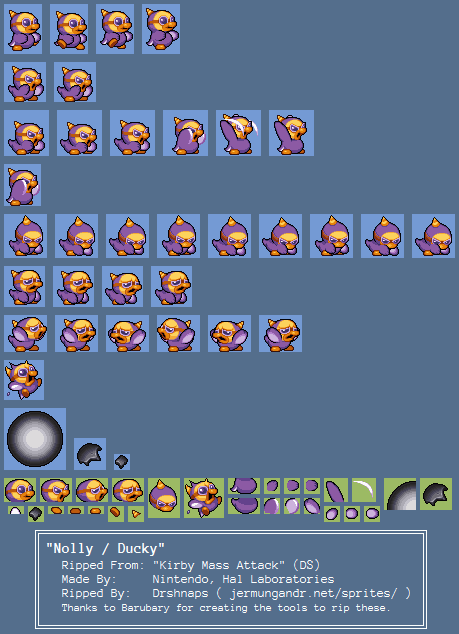 "Nolly / Ducky"
Ripped From: "Kirby Mass Attack" (DS)
Made By: Nintendo, Hal Laboratories
Ripped By: Drshnaps ( jermungandr.net/sprites/ )
Thanks to Barubary for creating the tools to rip these.